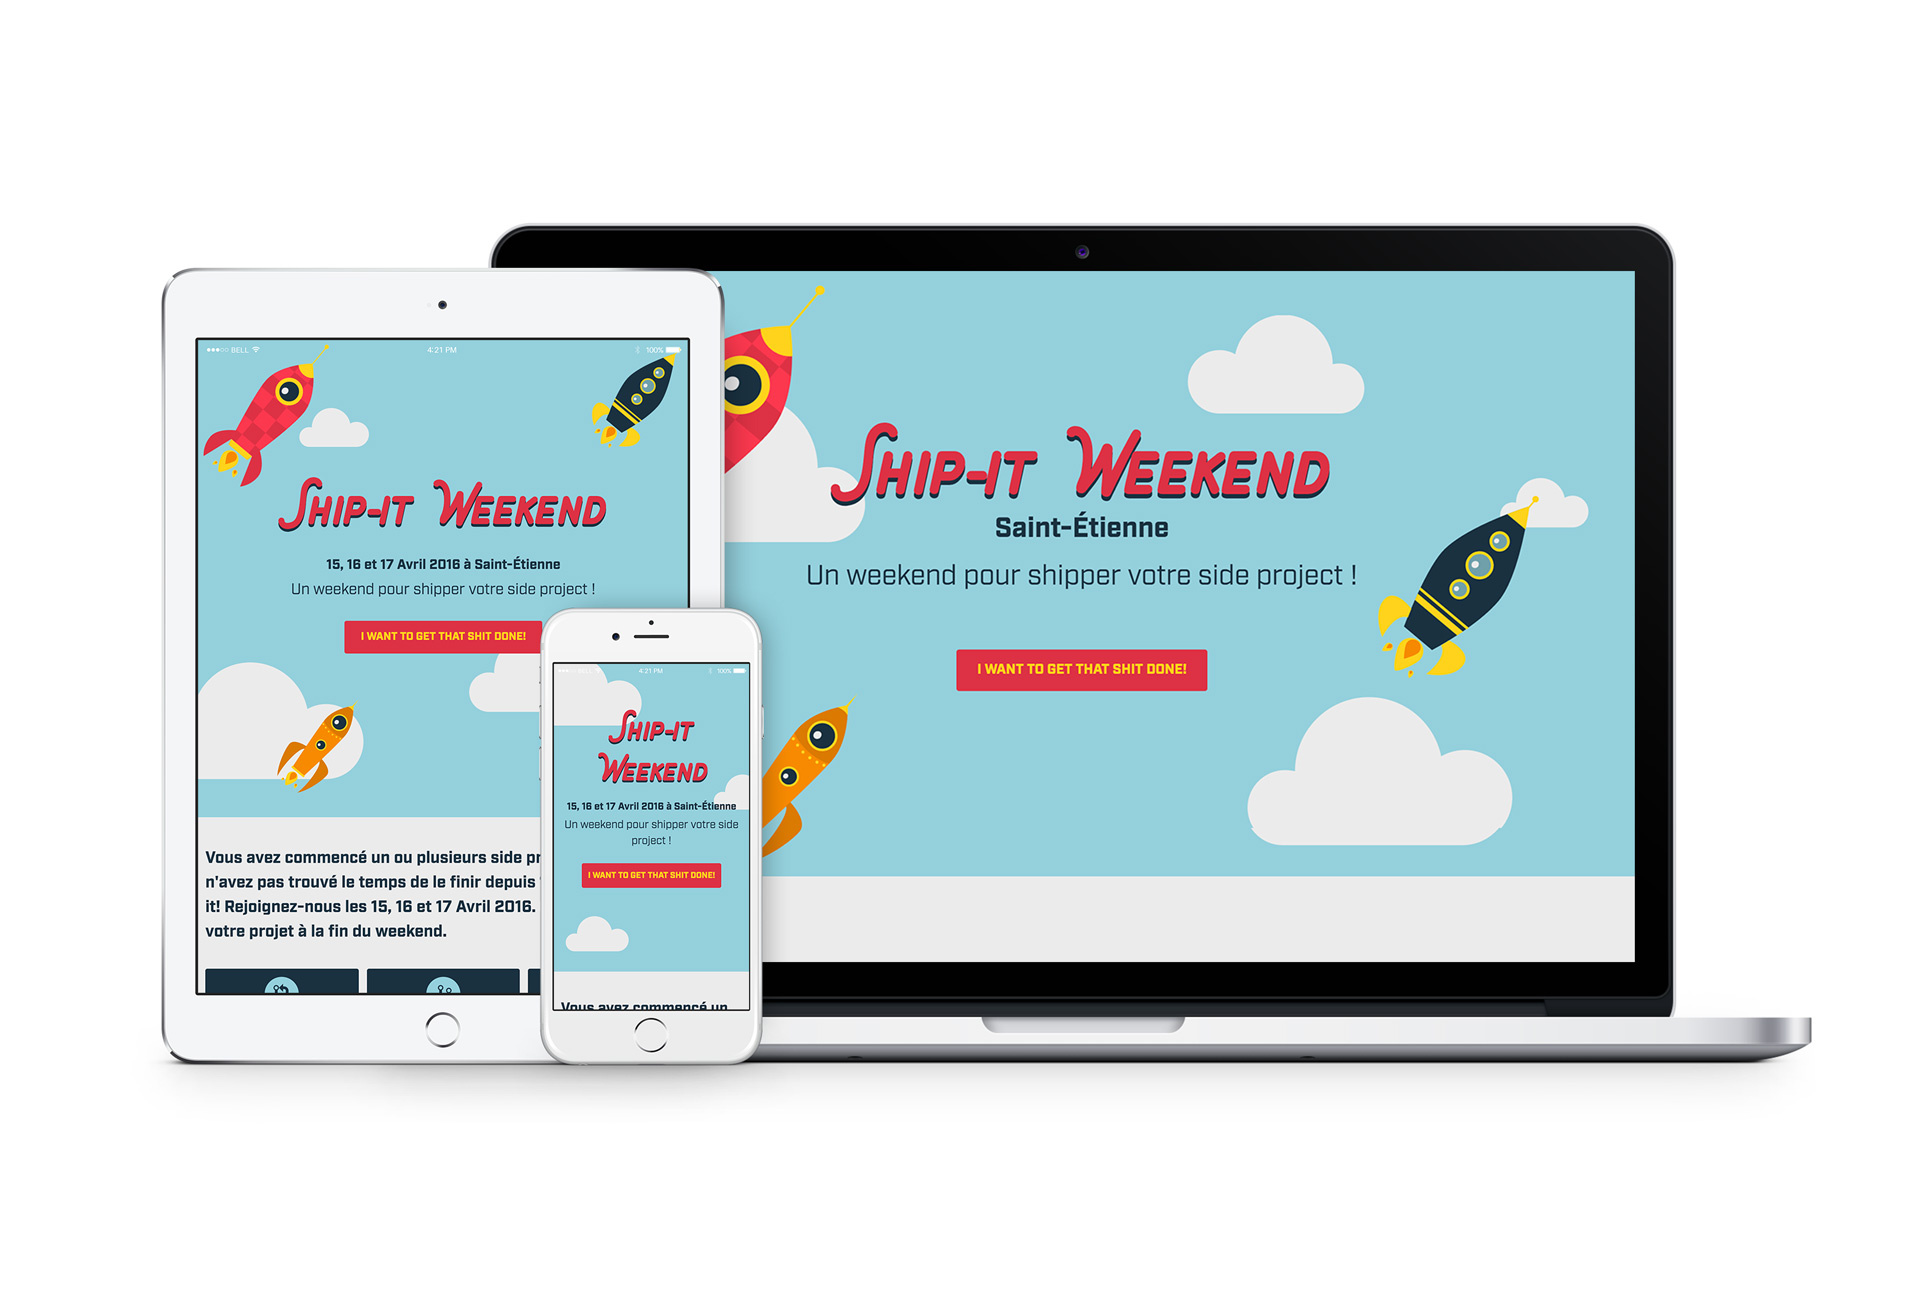 BELL
4:21 PM
100%
SHIP-IT WEEKEND
15, 16 et 17 Avril 2016 à Saint-Étienne
Un weekend pour shipper votre side project !
I WANT TO GET THAT SHIT DONE!
Vous avez commencé un ou plusieurs side
n'avez pas trouvé le temps de le finir depuis
it! Rejoignez-nous les 15, 16 et 17 Avril 2016.
votre projet à la fin du weekend.
4:21 PM
100%
SHIP-IT
WEEKEND
15, 16 et 17 Avril 2016 à Saint-Étienne
Un weekend pour shipper votre side
project !
I WANT TO GET THAT SHIT DONE!
Vous avez commencé un
SHIP-IT WEEKEND
Saint-Étienne
Un weekend pour shipper votre side project !
I WANT TO GET THAT SHIT DONE!